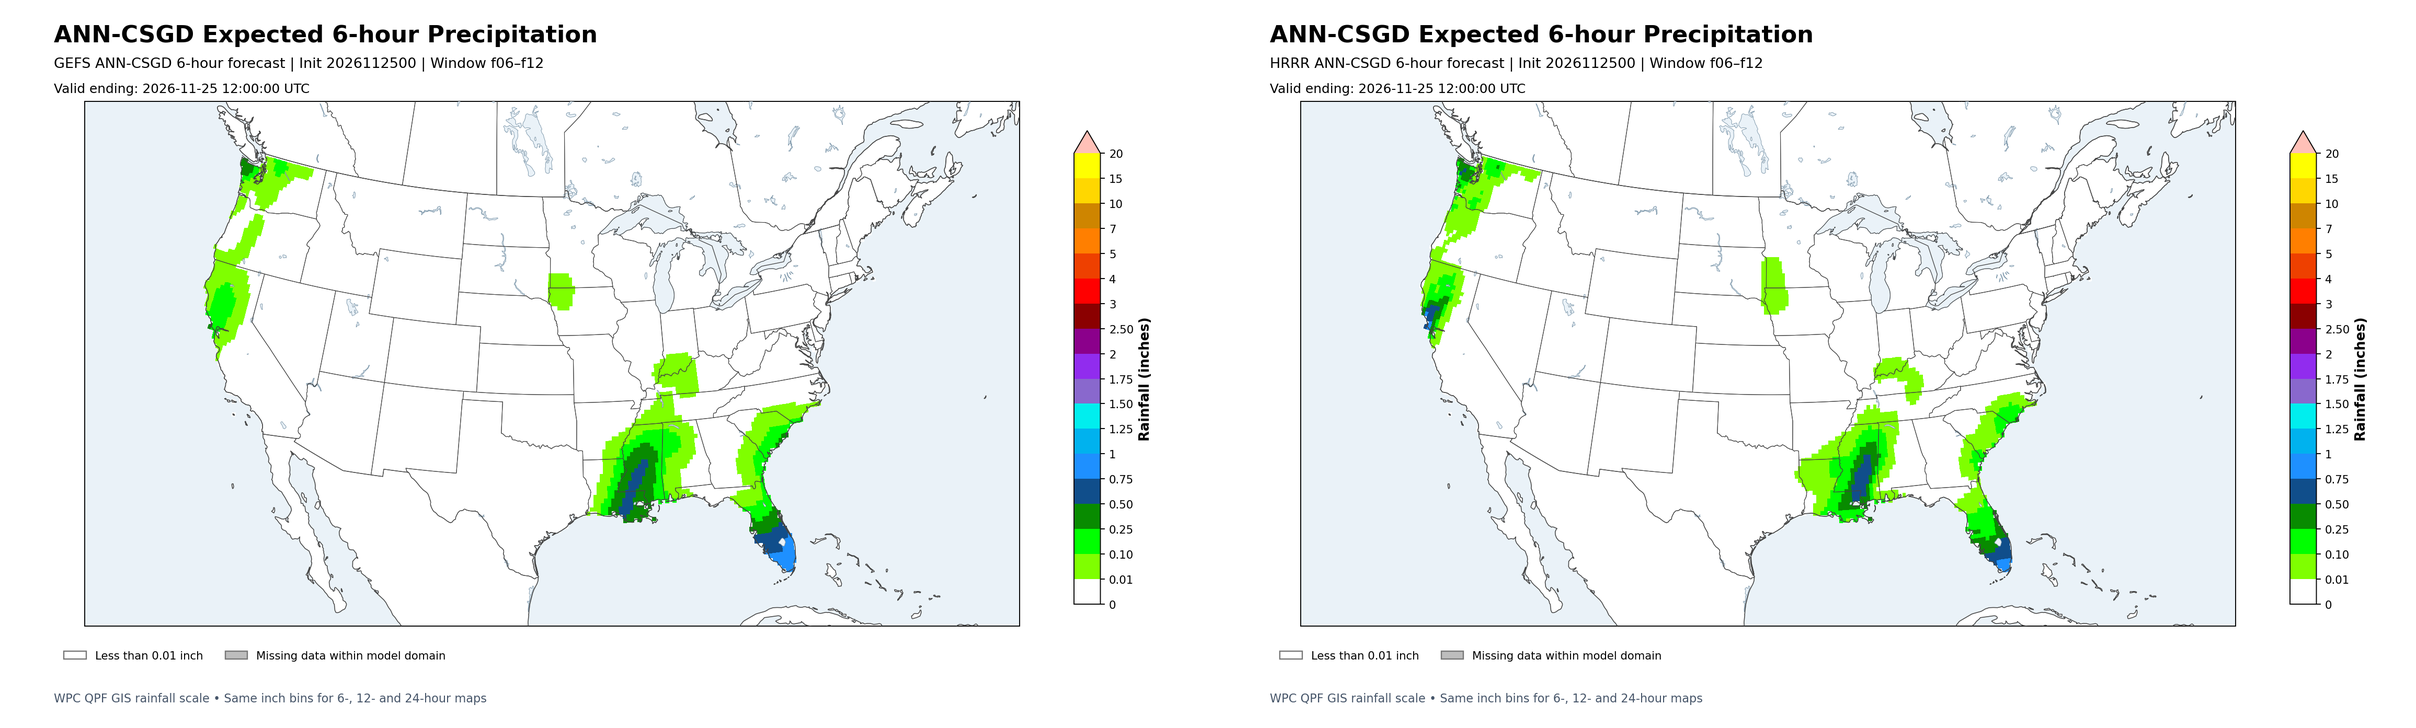 ANN-CSGD Expected 6-hour Precipitation
GEFS ANN-CSGD 6-hour forecast | Init 2026112500 | Window f06–f12
Valid ending: 2026-11-25 12:00:00 UTC
20
15
10
7
5
4
3
2.50
2
1.75
1.50
1.25
1
0.75
0.50
0.25
0.10
0.01
0
Rainfall (inches)
Less than 0.01 inch
Missing data within model domain
WPC QPF GIS rainfall scale • Same inch bins for 6-, 12- and 24-hour maps
ANN-CSGD Expected 6-hour Precipitation
HRRR ANN-CSGD 6-hour forecast | Init 2026112500 | Window f06–f12
Valid ending: 2026-11-25 12:00:00 UTC
20
15
10
7
5
4
3
2.50
2
1.75
1.50
1.25
1
0.75
0.50
0.25
0.10
0.01
0
Rainfall (inches)
Less than 0.01 inch
Missing data within model domain
WPC QPF GIS rainfall scale • Same inch bins for 6-, 12- and 24-hour maps